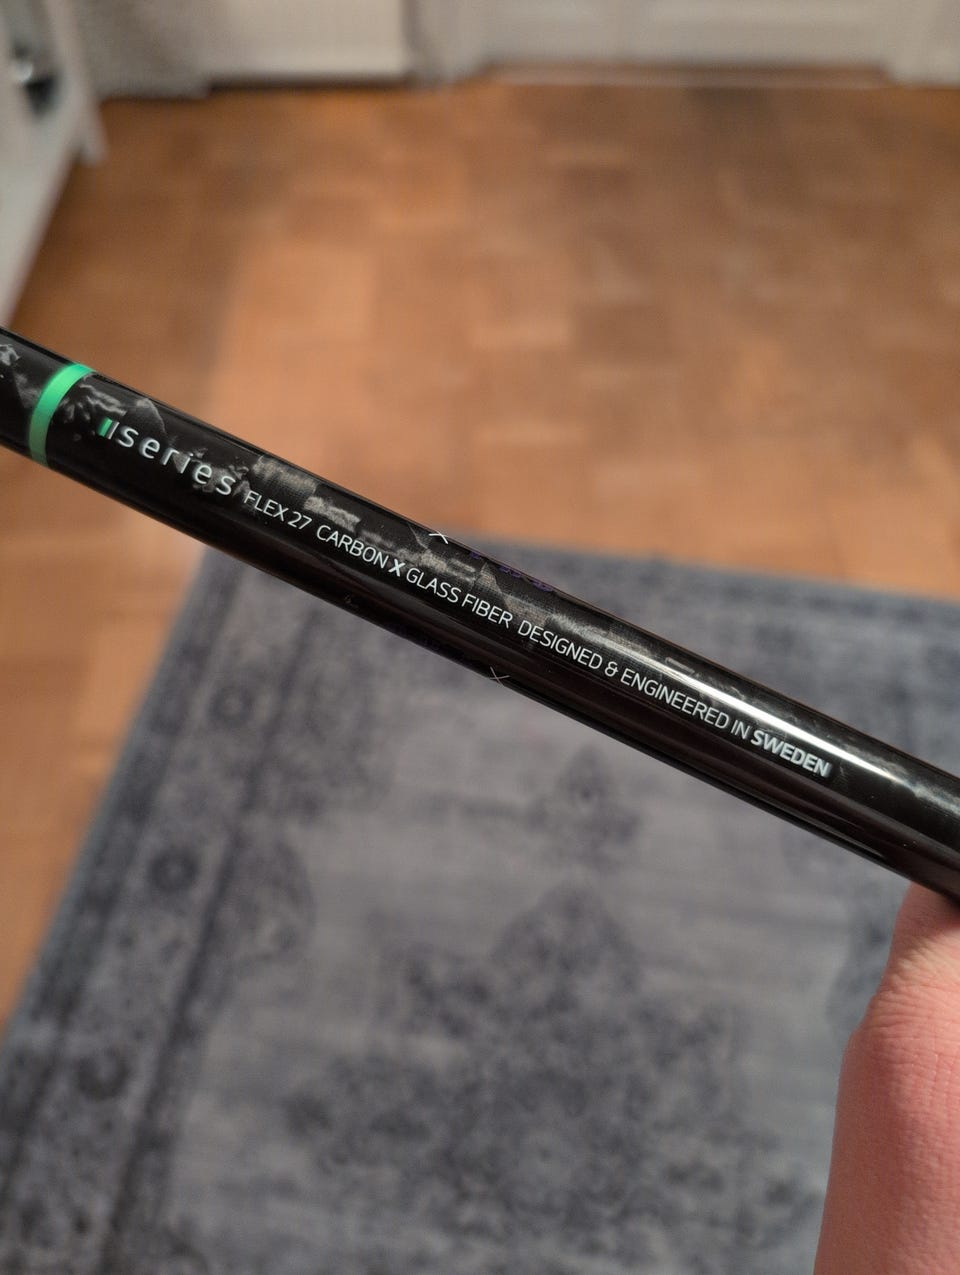 series FLEX 27 CARBON X GLASS FIBER DESIGNED & ENGINEERED IN SWEDEN